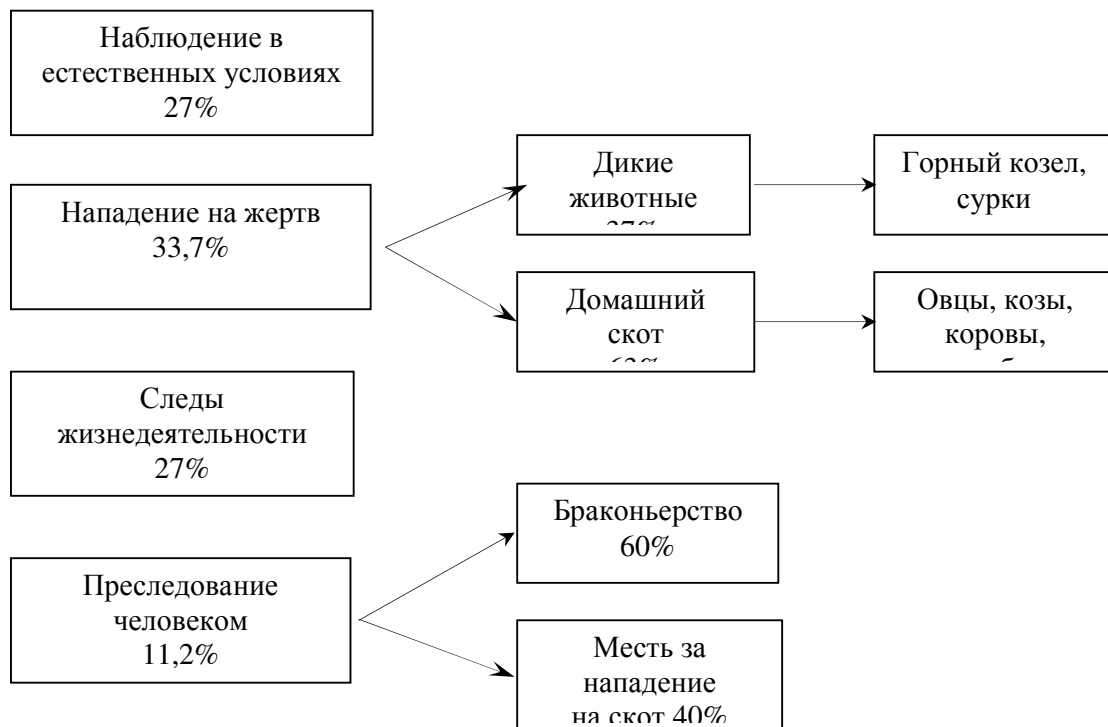 Наблюдение в
естественных условиях
27%
Нападение на жертв
33,7%
Дикие
животные
Горный козел,
сурки
Домашний
скот
Овцы, козы,
коровы,
Следы
жизнедеятельности
27%
Преследование
человеком
11,2%
Браконьерство
60%
Месть за
нападение
на скот 40%